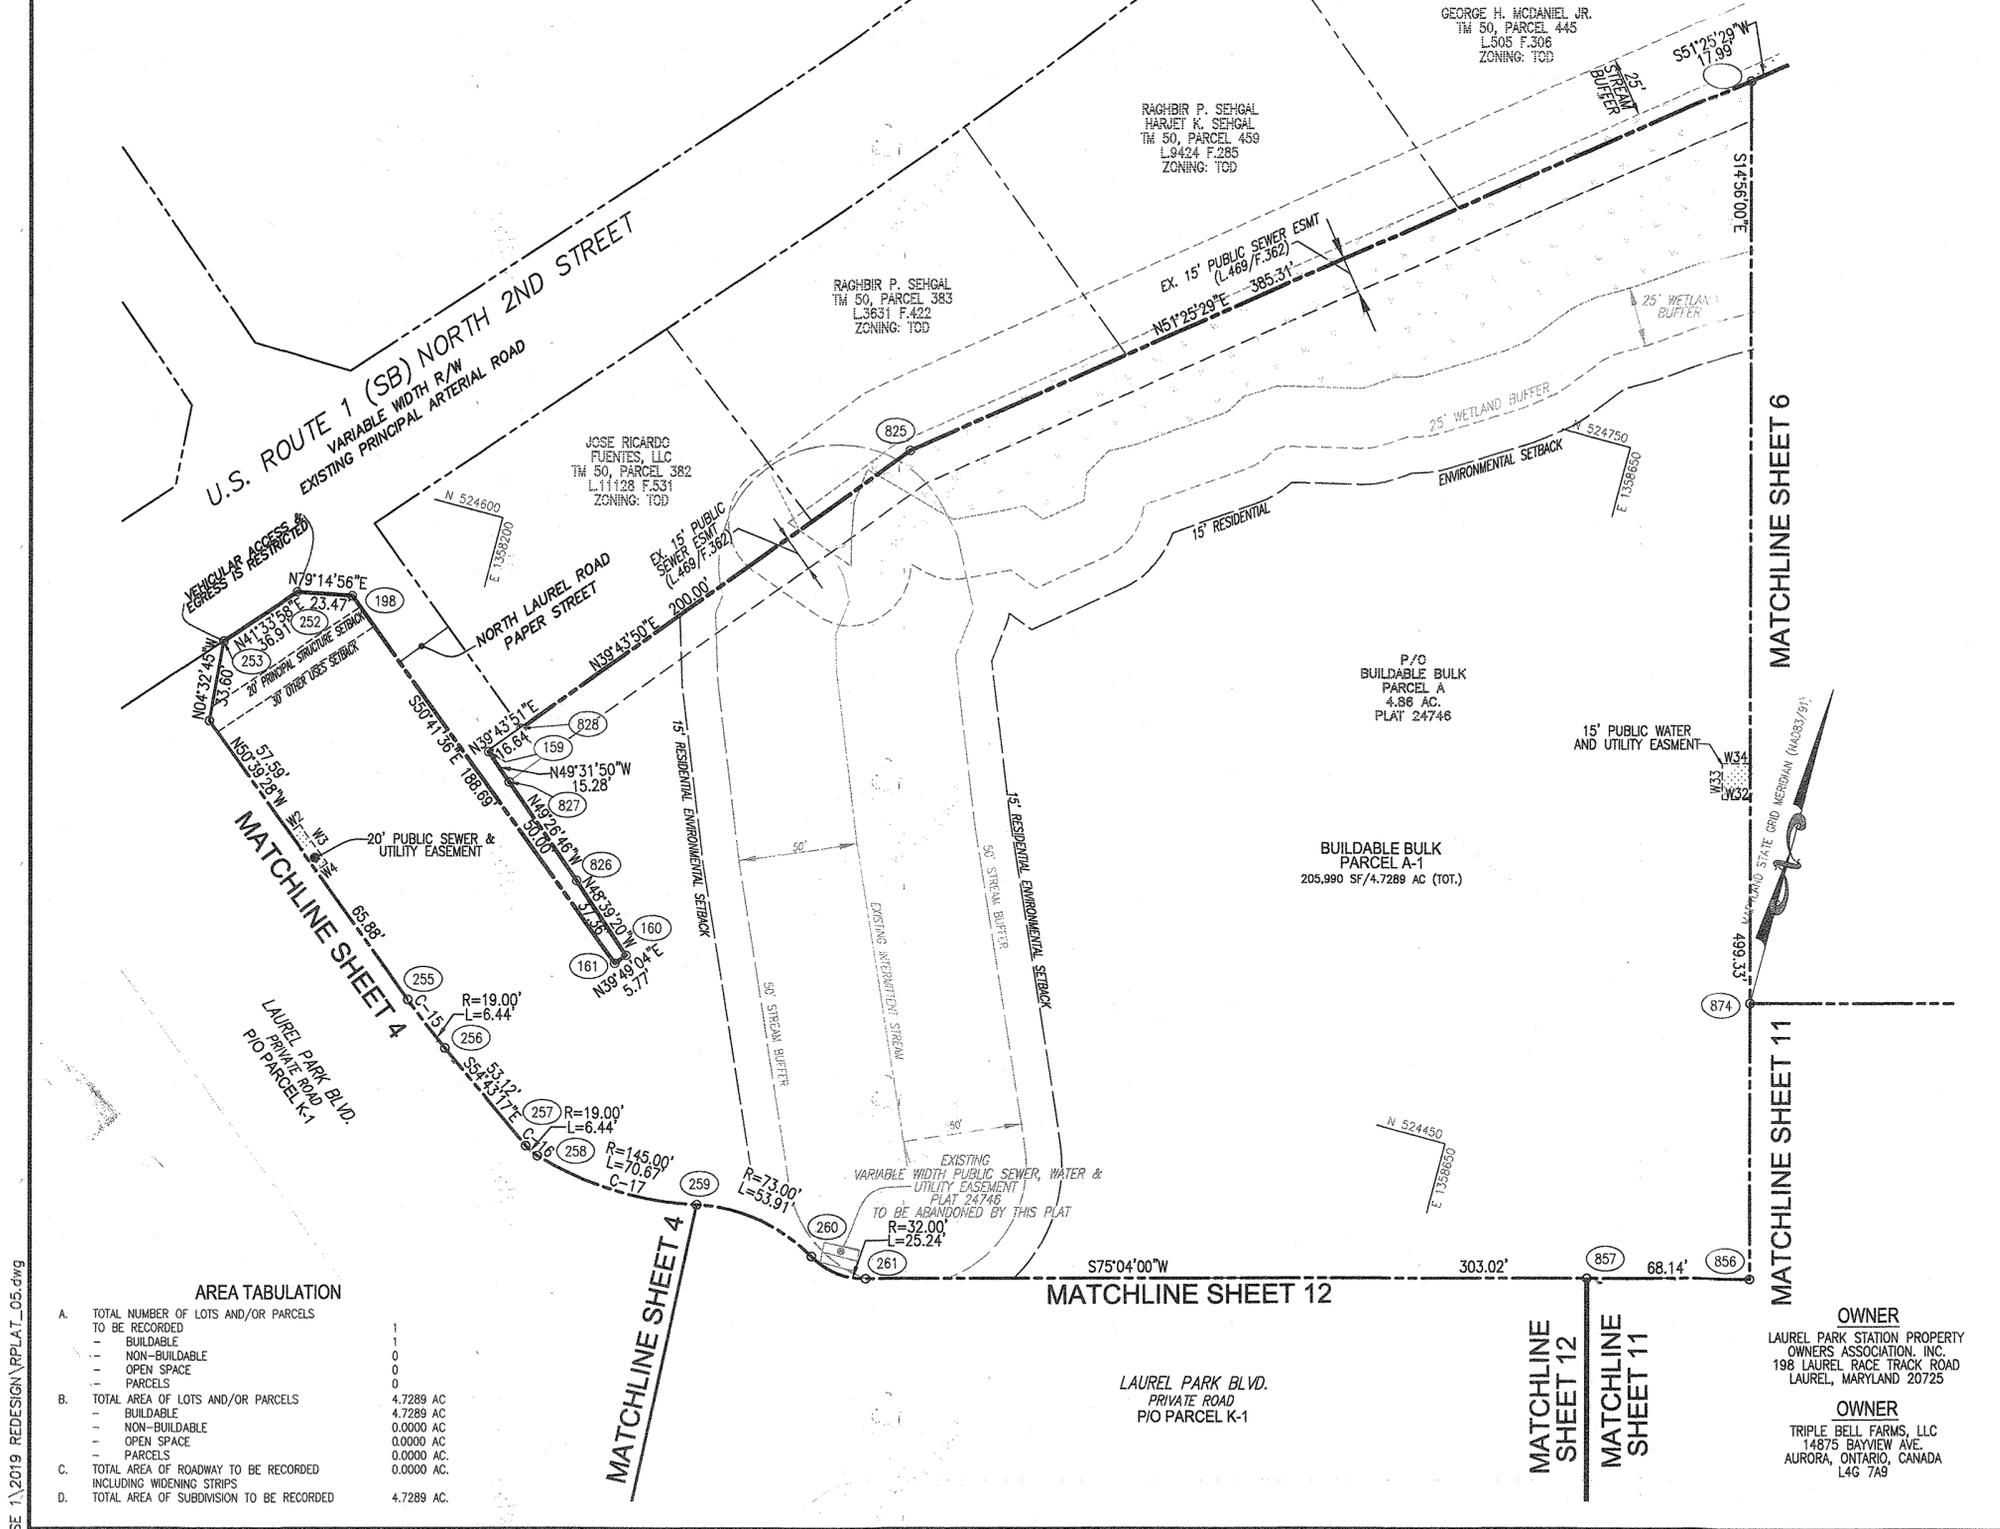 GEORGE H. MCDANIEL JR.
TM 50, PARCEL 445
L.505 F.306
ZONING: TOD
S51°25'29"W
17.99'
25'
STREAM
BUFFER
RAGHBIR P. SEHGAL
HARJET K. SEHGAL
TM 50, PARCEL 459
L.9424 F.285
ZONING: TOD
S14°56'00"E
EX. 15' PUBLIC SEWER ESMT
(L.469/F.362)
N51°25'29"E 385.31'
RAGHBIR P. SEHGAL
TM 50, PARCEL 383
L.3631 F.422
ZONING: TOD
25' WETLAN
BUFFER
U.S. ROUTE 1 (SB) NORTH 2ND STREET
VARIABLE WIDTH R/W
EXISTING PRINCIPAL ARTERIAL ROAD
25' WETLAND BUFFER
MATCHLINE SHEET 6
825
JOSE RICARDO
FUENTES, LLC
TM 50, PARCEL 382
L.11128 F.531
ZONING: TOD
N 524750
E 1358650
15' RESIDENTIAL ENVIRONMENTAL SETBACK
N 524600
E 1358200
EX. 15' PUBLIC
SEWER ESMT
(L.469/F.362)
VEHICULAR ACCESS &
EGRESS IS RESTRICTED
NORTH LAUREL ROAD
PAPER STREET
N39°43'50"E 200.00'
N79°14'56"E
23.47'
198
N41°33'58"E
36.91'
252
253
20' PRINCIPAL STRUCTURE SETBACK
30' OTHER USES SETBACK
N04°32'45"W
33.60'
P/O
BUILDABLE BULK
PARCEL A
4.86 AC.
PLAT 24746
S50°41'36"E 188.69'
N39°43'51"E
16.64'
828
159
N49°31'50"W
15.28'
827
15' PUBLIC WATER
AND UTILITY EASMENT
W34
W33
W32
MARYLAND STATE GRID MERIDIAN (NAD83/91)
57.59'
N50°39'28"W
W2
W3
W4
20' PUBLIC SEWER &
UTILITY EASEMENT
N49°26'46"W
50.00'
826
N48°39'20"W
37.36'
160
161
N39°49'04"E
5.77'
15' RESIDENTIAL ENVIRONMENTAL SETBACK
50'
50' STREAM BUFFER
EXISTING INTERMITTENT STREAM
50' STREAM BUFFER
15' RESIDENTIAL ENVIRONMENTAL SETBACK
BUILDABLE BULK
PARCEL A-1
205,990 SF/4.7289 AC (TOT.)
499.33'
874
MATCHLINE SHEET 4
65.88'
255
C-15
R=19.00'
L=6.44'
256
LAUREL PARK BLVD.
PRIVATE ROAD
P/O PARCEL K-1
53.12'
S54°43'17"E
257
R=19.00'
L=6.44'
C-16
258
R=145.00'
L=70.67'
C-17
259
R=73.00'
L=53.91'
50'
EXISTING
VARIABLE WIDTH PUBLIC SEWER, WATER &
UTILITY EASEMENT
PLAT 24746
TO BE ABANDONED BY THIS PLAT
260
R=32.00'
L=25.24'
261
N 524450
E 1358650
S75°04'00"W
303.02'
857
68.14'
856
MATCHLINE SHEET 11
MATCHLINE SHEET 12
MATCHLINE SHEET 4
MATCHLINE
SHEET 12
MATCHLINE
SHEET 11
LAUREL PARK BLVD.
PRIVATE ROAD
P/O PARCEL K-1
AREA TABULATION
A. TOTAL NUMBER OF LOTS AND/OR PARCELS
TO BE RECORDED 1
- BUILDABLE 1
- NON-BUILDABLE 0
- OPEN SPACE 0
- PARCELS 0
B. TOTAL AREA OF LOTS AND/OR PARCELS 4.7289 AC
- BUILDABLE 4.7289 AC
- NON-BUILDABLE 0.0000 AC
- OPEN SPACE 0.0000 AC
- PARCELS 0.0000 AC.
C. TOTAL AREA OF ROADWAY TO BE RECORDED 0.0000 AC.
INCLUDING WIDENING STRIPS
D. TOTAL AREA OF SUBDIVISION TO BE RECORDED 4.7289 AC.
OWNER
LAUREL PARK STATION PROPERTY
OWNERS ASSOCIATION. INC.
198 LAUREL RACE TRACK ROAD
LAUREL, MARYLAND 20725
OWNER
TRIPLE BELL FARMS, LLC
14875 BAYVIEW AVE.
AURORA, ONTARIO, CANADA
L4G 7A9
SE 1\2019 REDESIGN\RPLAT_05.dwg